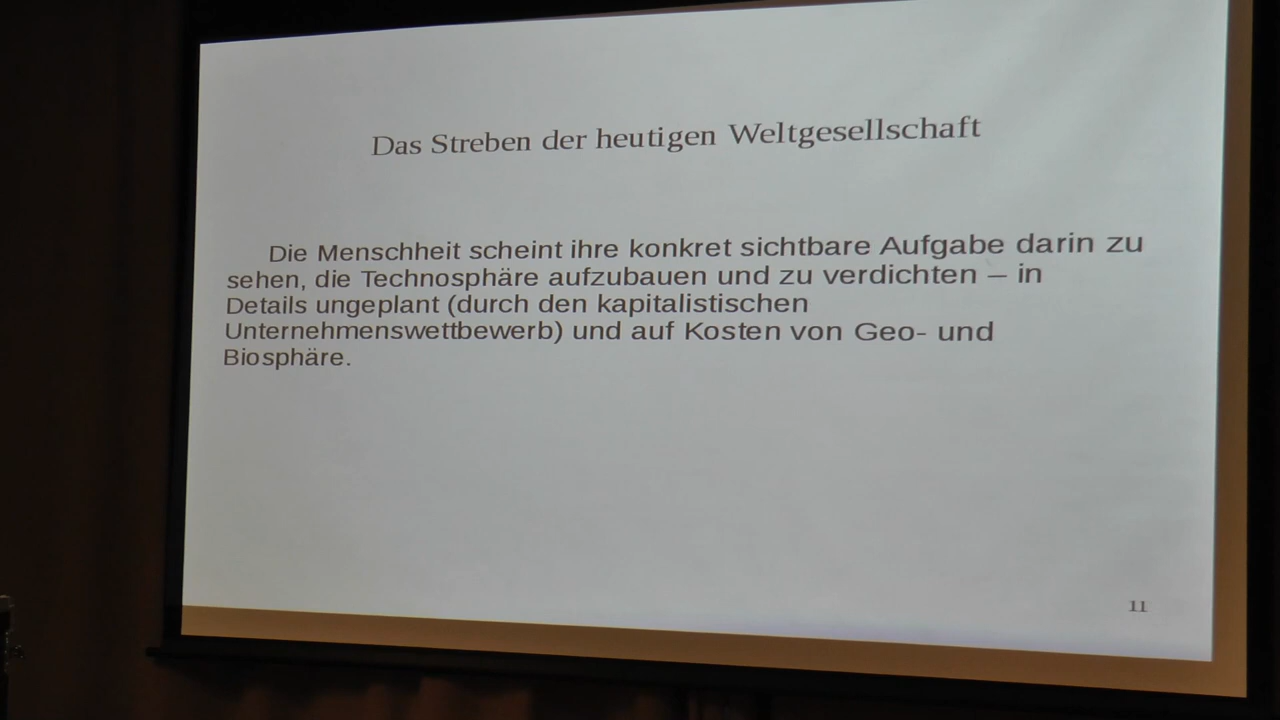 Das Streben der heutigen Weltgesellschaft
Die Menschheit scheint ihre konkret sichtbare Aufgabe darin zu
sehen, die Technosphäre aufzubauen und zu verdichten – in
Details ungeplant (durch den kapitalistischen
Unternehmenswettbewerb) und auf Kosten von Geo- und
Biosphäre.
11